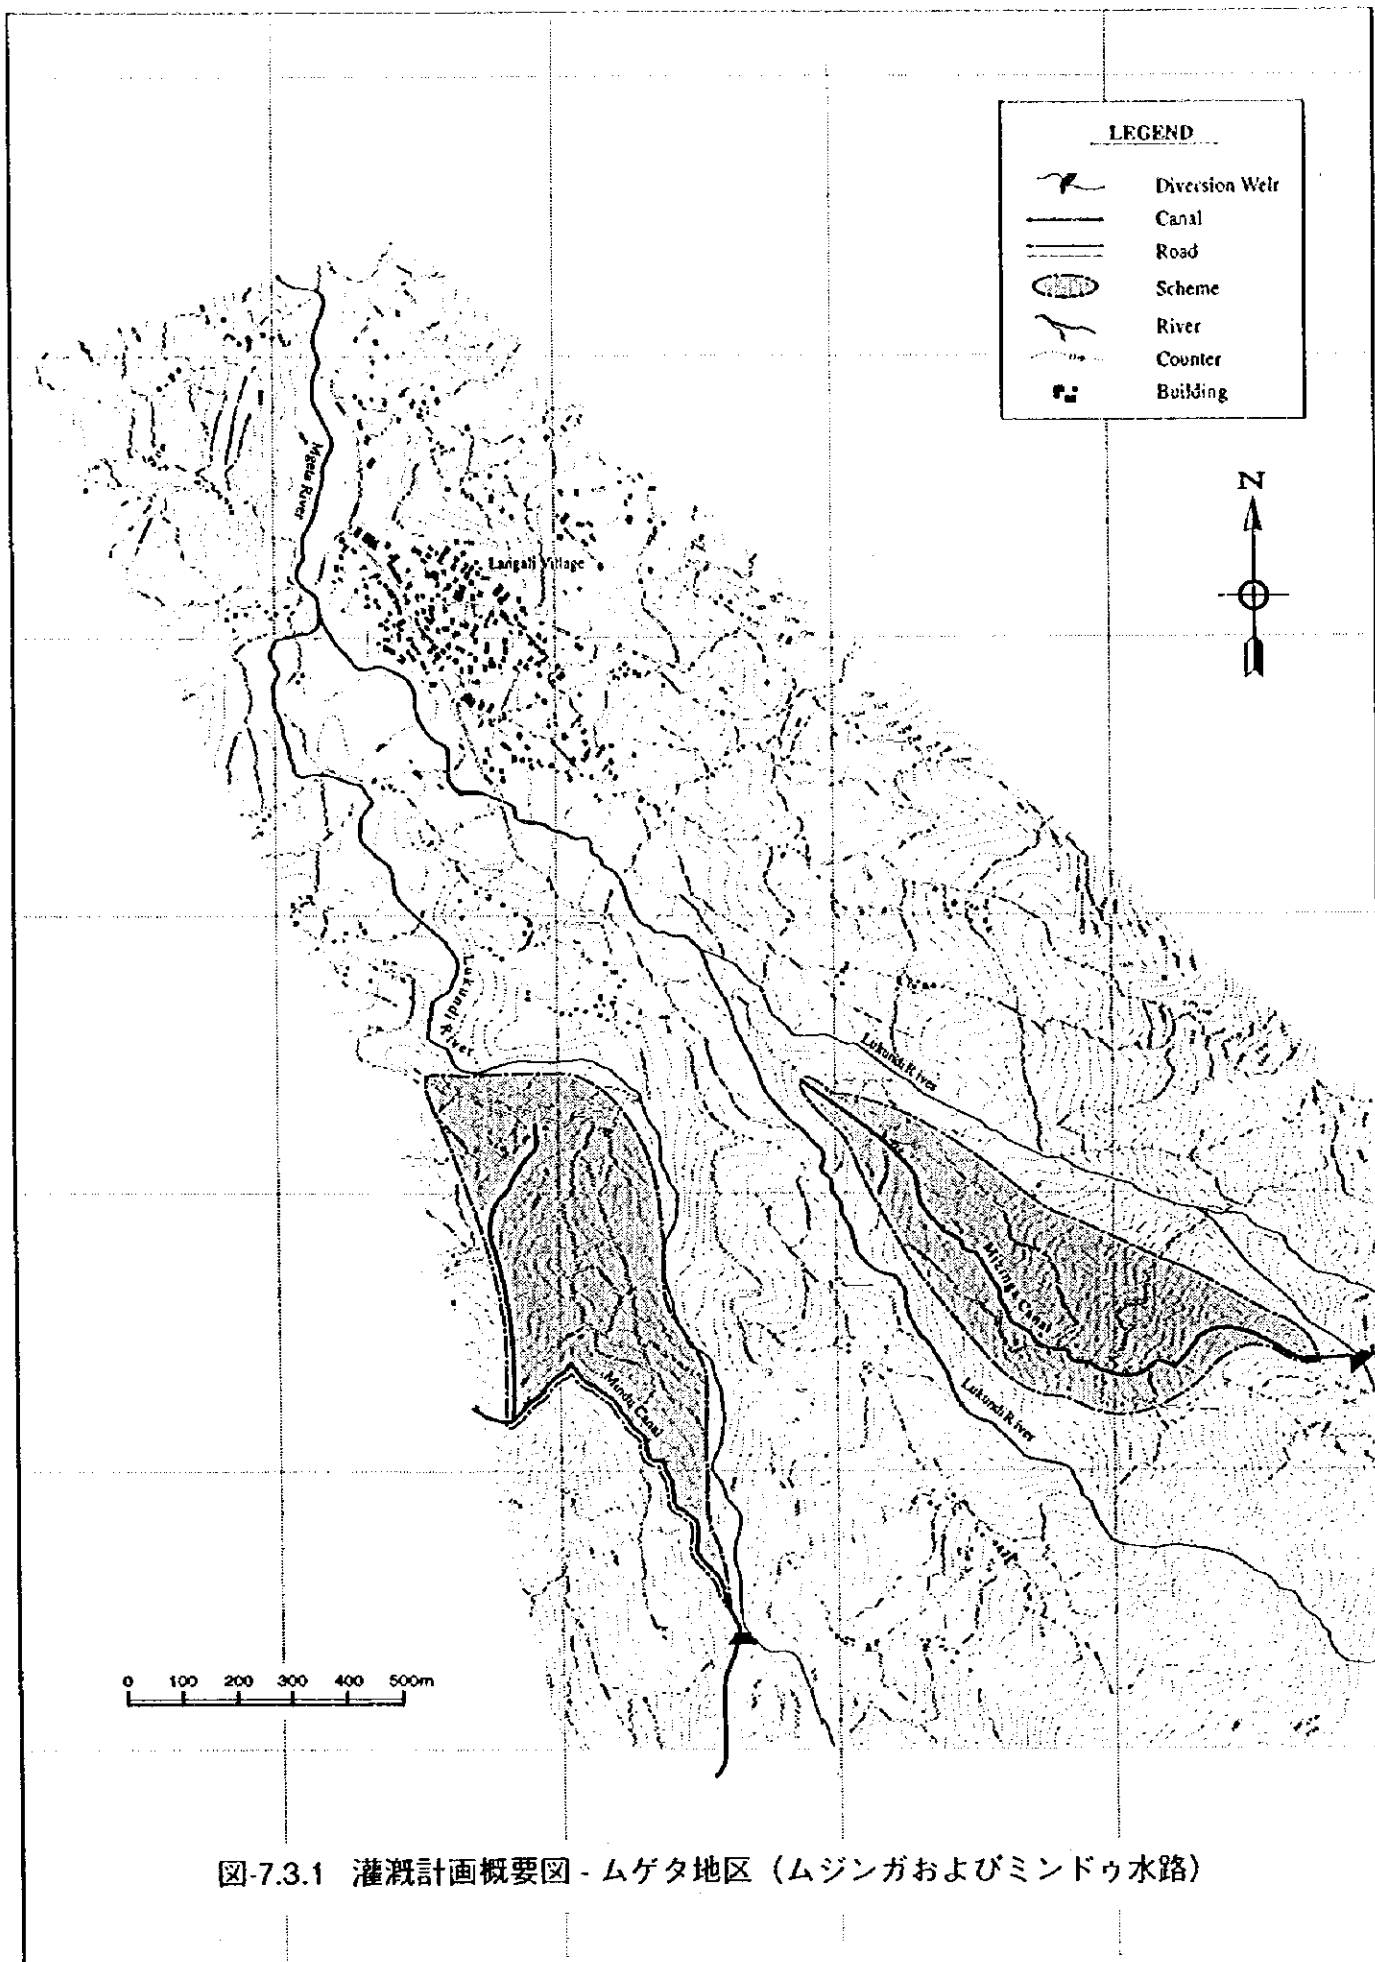 LEGEND
Diversion Weir
Canal
Road
Scheme
River
Counter
Building
N
Mgeta River
Langali Village
Lukundi River
Lukundi River
Mizinga Canal
Mindu Canal
Lukundi River
0 100 200 300 400 500m
図-7.3.1 灌漑計画概要図 - ムゲタ地区（ムジンガおよびミンドゥ水路）